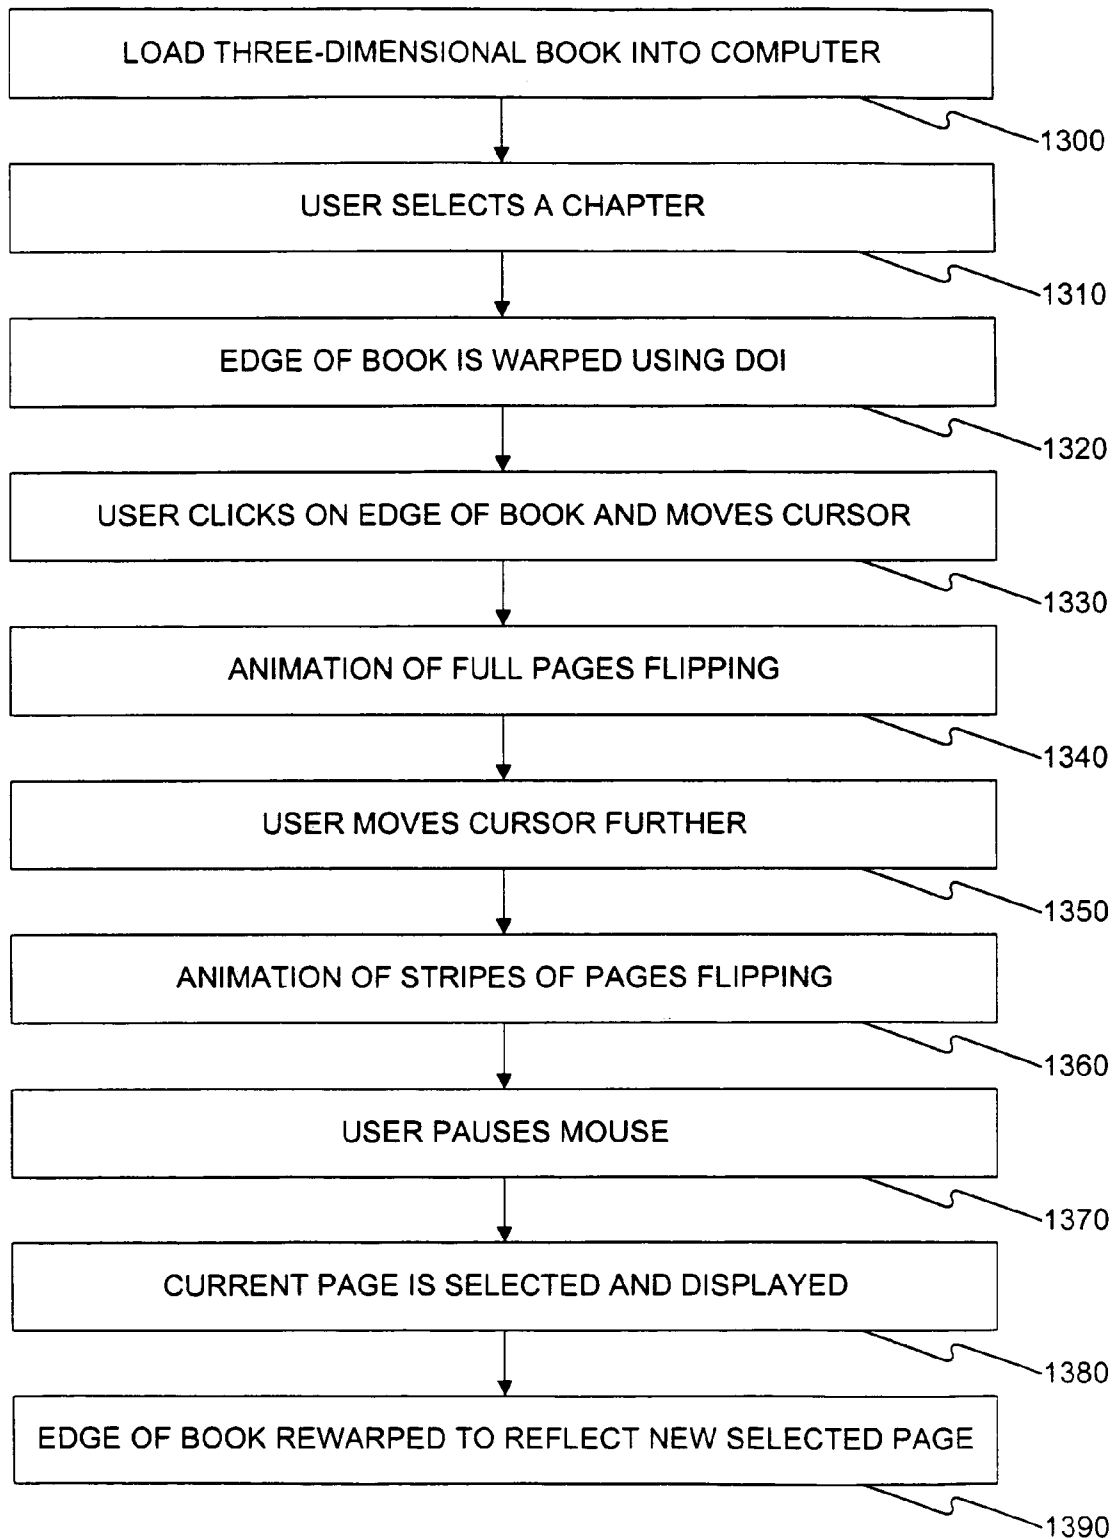 LOAD THREE-DIMENSIONAL BOOK INTO COMPUTER
1300
USER SELECTS A CHAPTER
1310
EDGE OF BOOK IS WARPED USING DOI
1320
USER CLICKS ON EDGE OF BOOK AND MOVES CURSOR
1330
ANIMATION OF FULL PAGES FLIPPING
1340
USER MOVES CURSOR FURTHER
1350
ANIMATION OF STRIPES OF PAGES FLIPPING
1360
USER PAUSES MOUSE
1370
CURRENT PAGE IS SELECTED AND DISPLAYED
1380
EDGE OF BOOK REWARPED TO REFLECT NEW SELECTED PAGE
1390